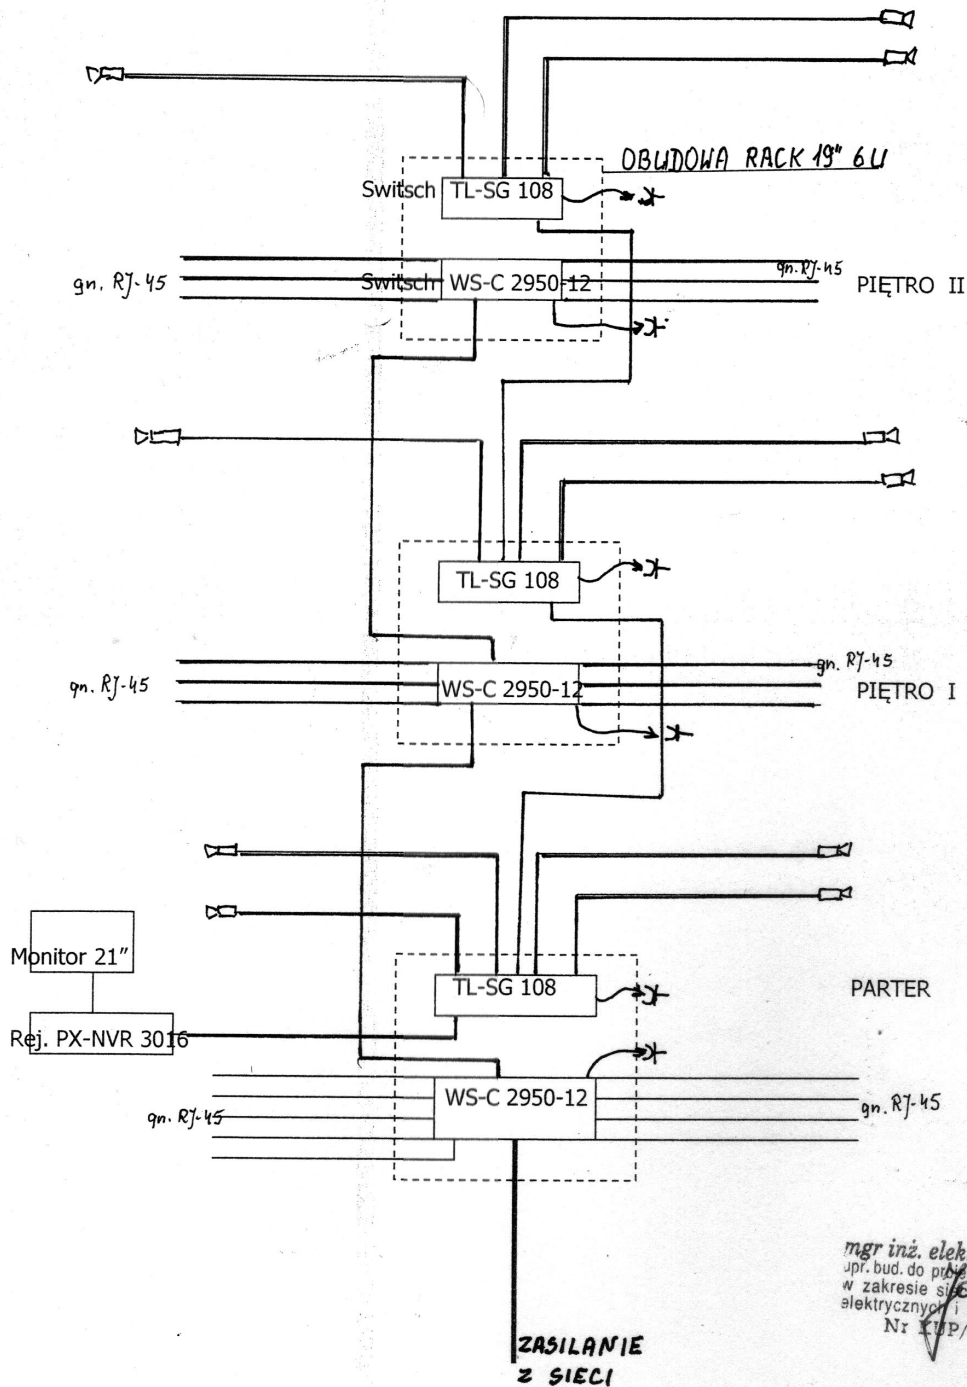 OBUDOWA RACK 19" 6U
Switsch TL-SG 108
gn. RJ-45
Switsch WS-C 2950-12
gn. RJ-45
PIĘTRO II
TL-SG 108
gn. RJ-45
WS-C 2950-12
gn. RJ-45
PIĘTRO I
Monitor 21”
TL-SG 108
PARTER
Rej. PX-NVR 3016
gn. RJ-45
WS-C 2950-12
gn. RJ-45
mgr inż. elek
upr. bud. do
w zakresie
elektrycznych i
Nr KUP/
ZASILANIE
Z SIECI